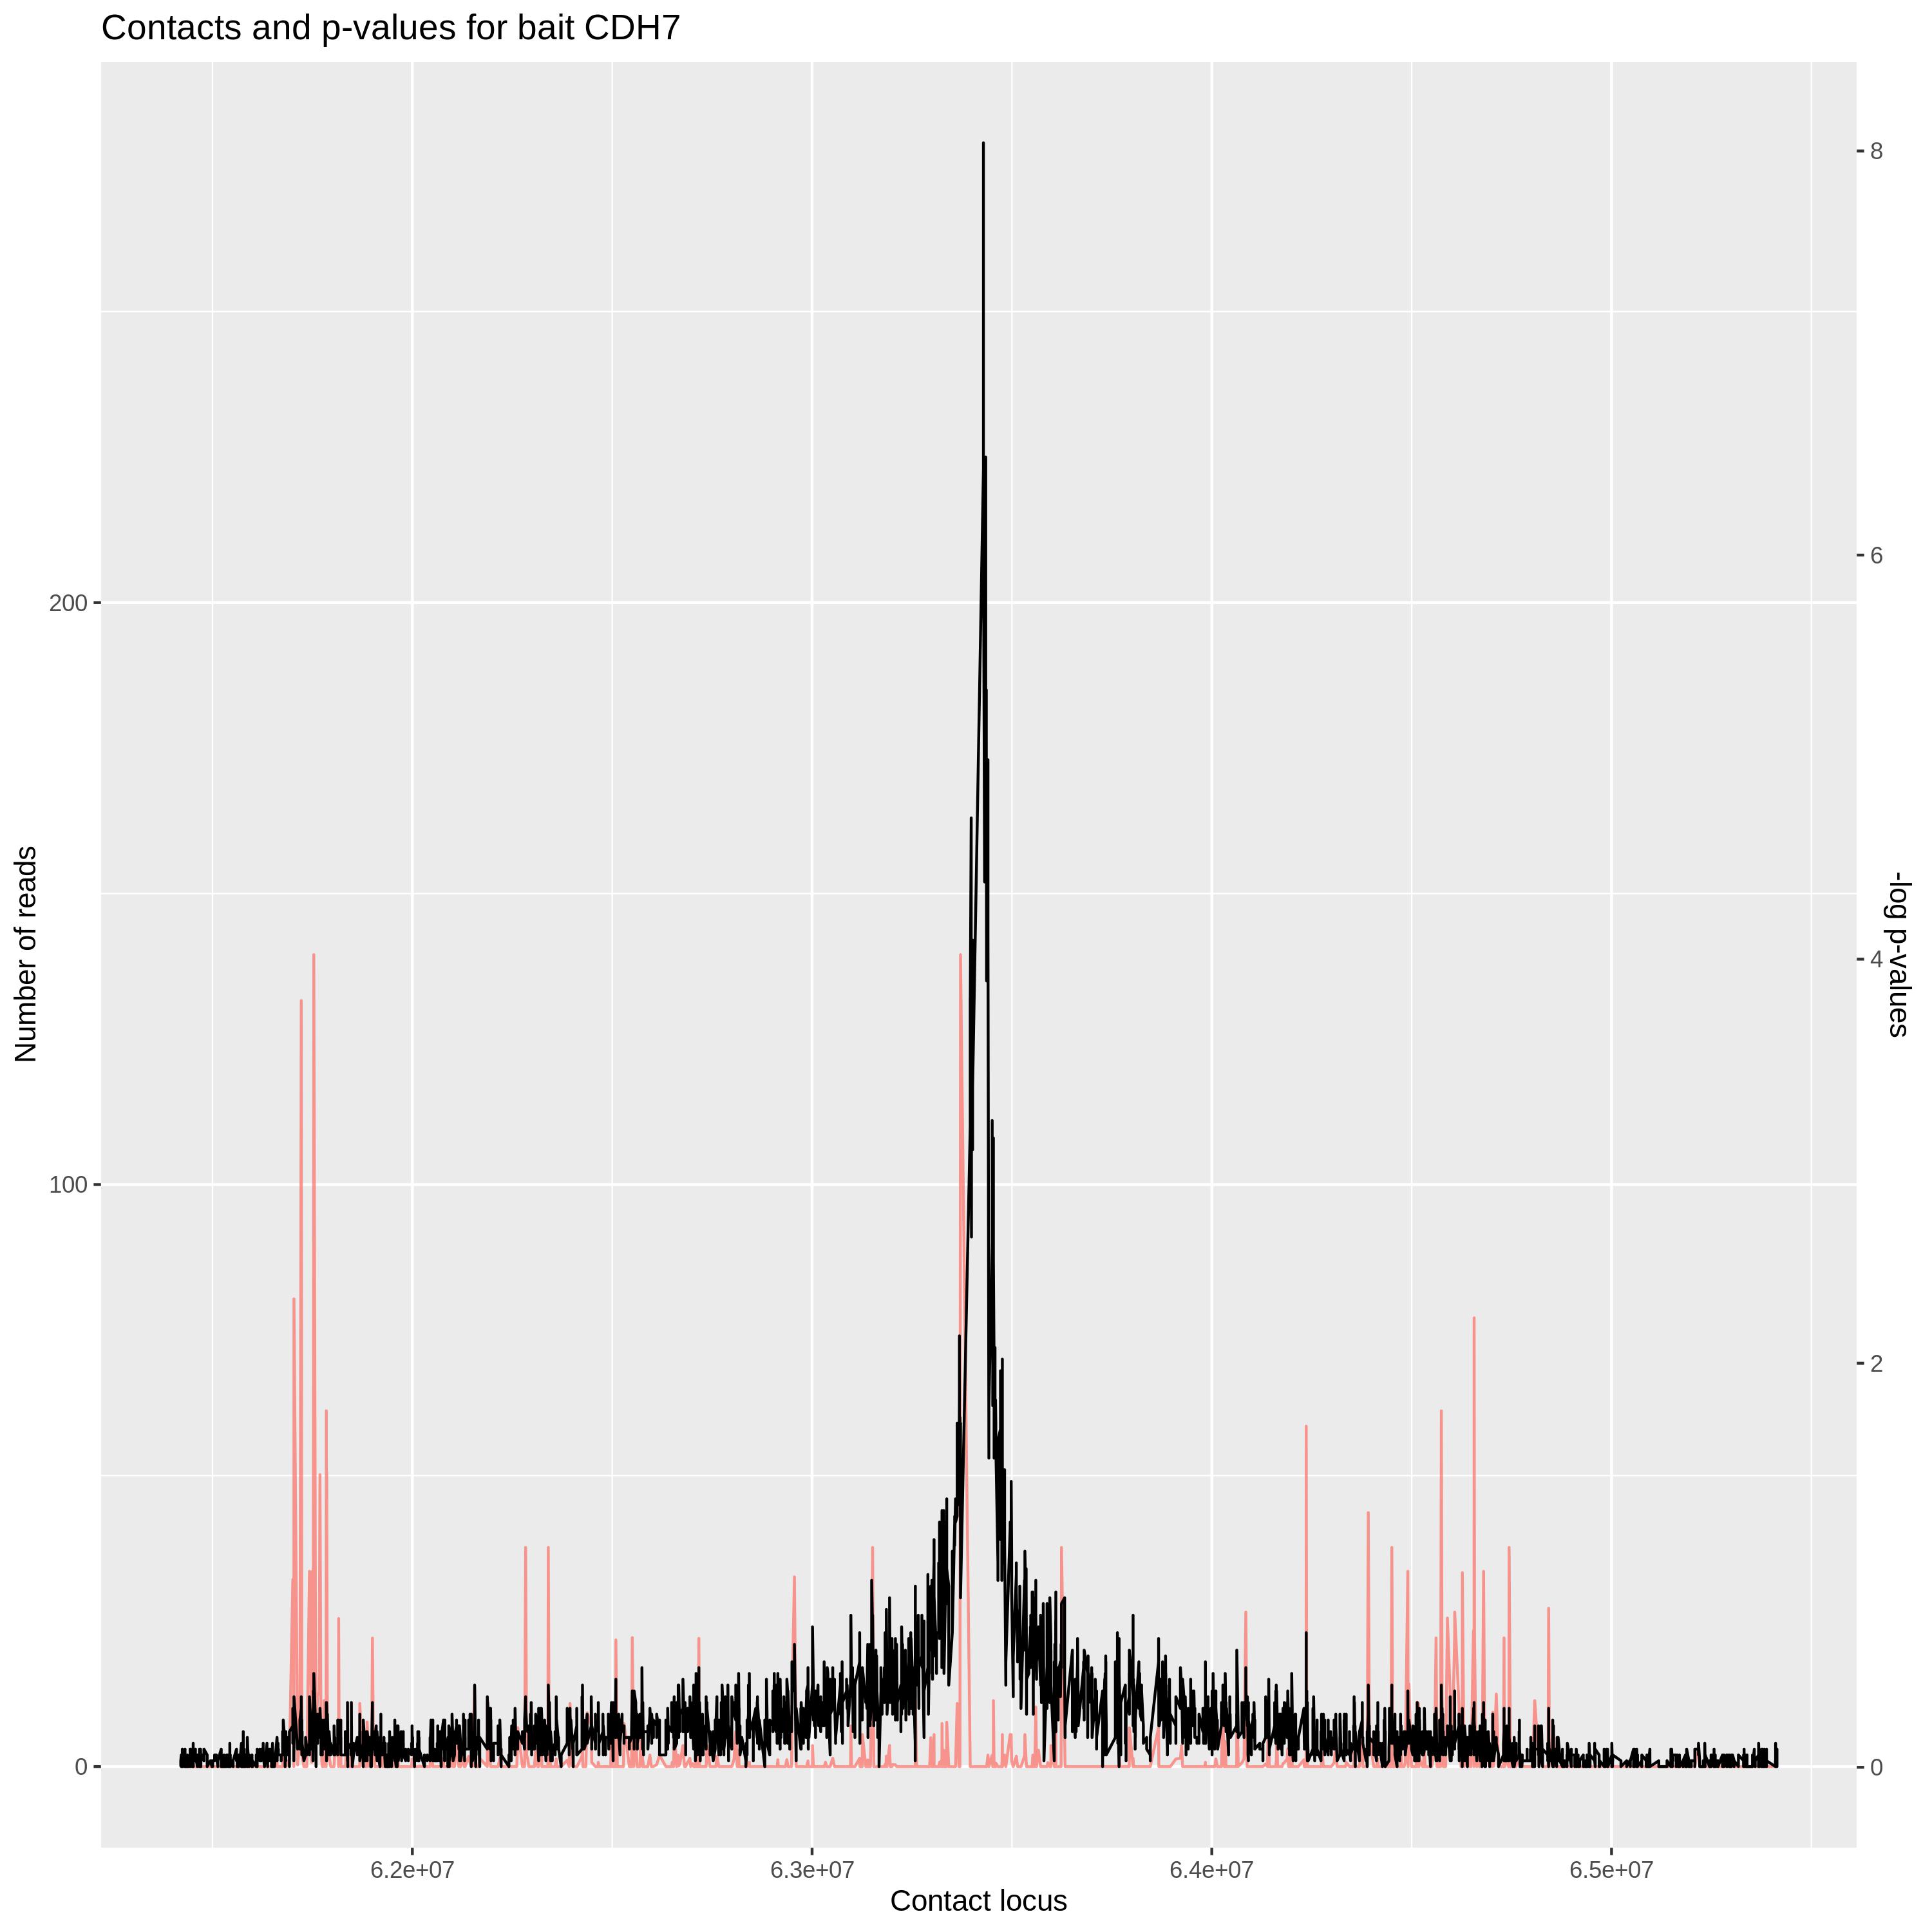 Contacts and p-values for bait CDH7
Number of reads
200
100
0
8
6
4
2
0
-log p-values
6.2e+07
6.3e+07
6.4e+07
6.5e+07
Contact locus